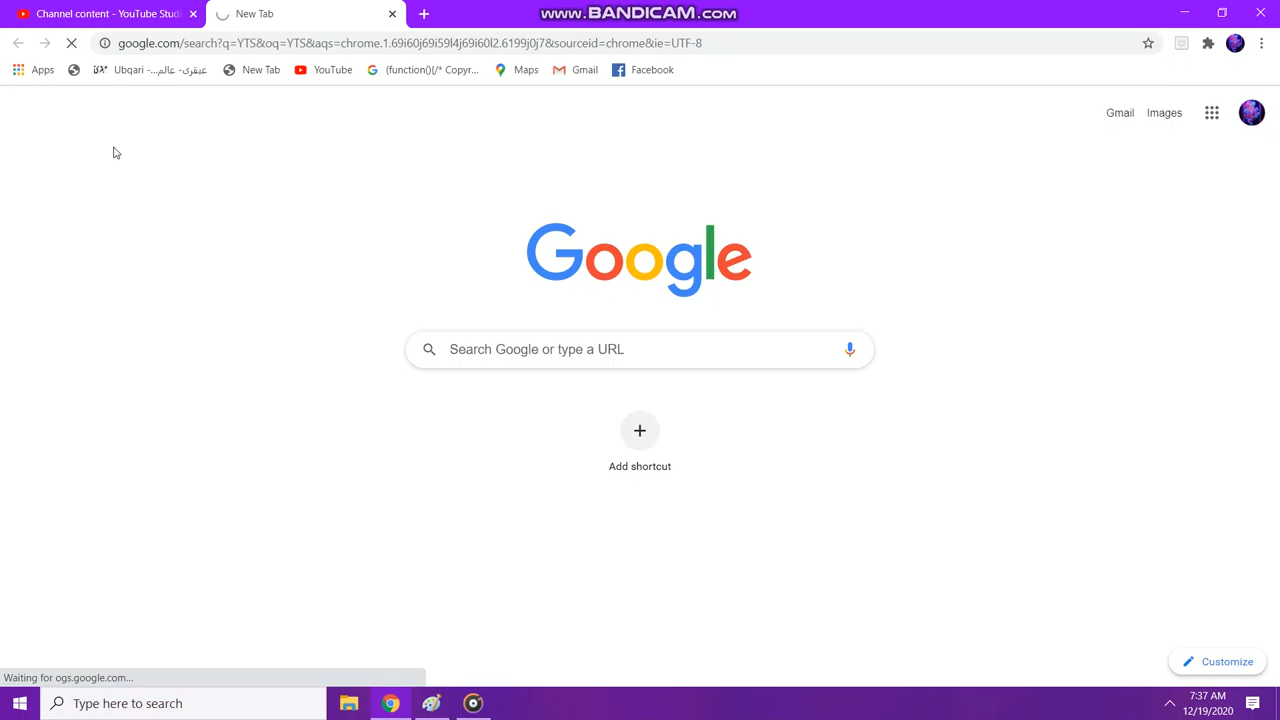 Channel content - YouTube Studi
New Tab
www.BANDICAM.com
google.com/search?q=YTS&oq=YTS&aqs=chrome.1.69i60j69i59l4j69i60l2.6199j0j7&sourceid=chrome&ie=UTF-8
Apps
Ubqari - عبقری- عالم...
New Tab
YouTube
(function(){/* Copyr...
Maps
Gmail
Facebook
Gmail
Images
Google
Search Google or type a URL
Add shortcut
Customize
Waiting for ogs.google.com...
Type here to search
7:37 AM
12/19/2020